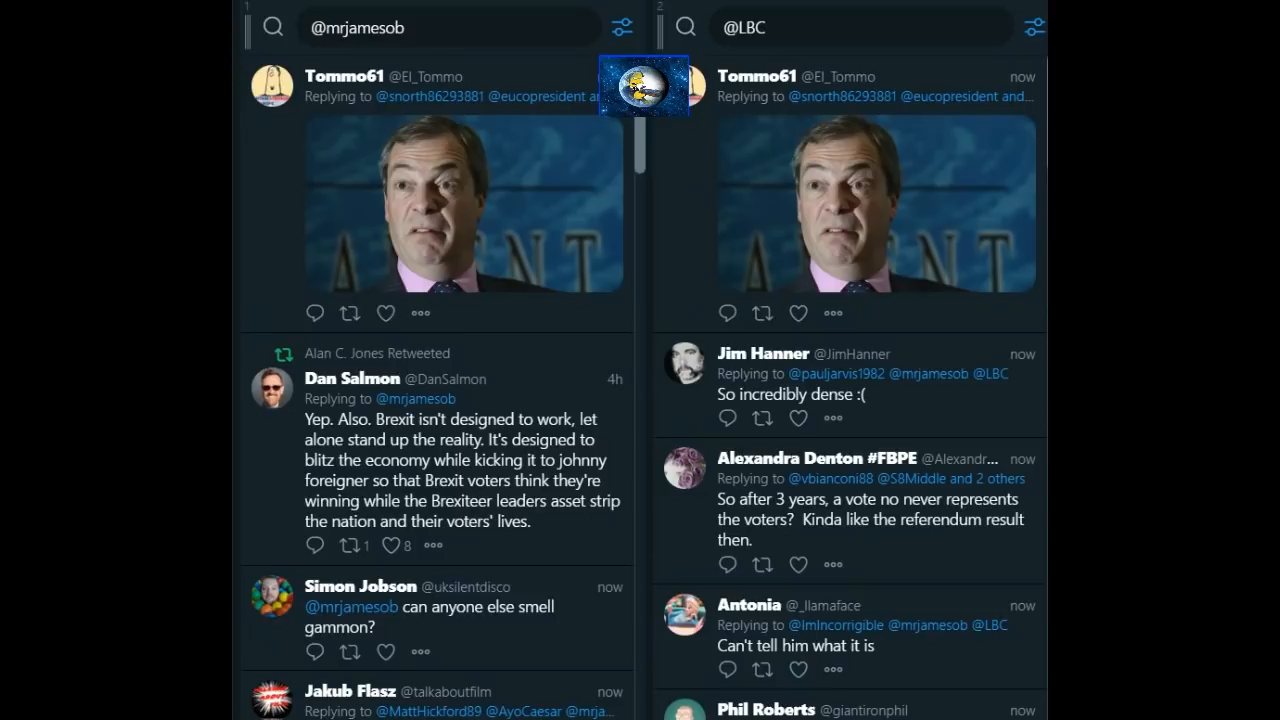 1
@mrjamesob
Tommo61 @El_Tommo
Replying to @snorth86293881 @eucopresident an
A ENT
Alan C. Jones Retweeted
Dan Salmon @DanSalmon 4h
Replying to @mrjamesob
Yep. Also. Brexit isn't designed to work, let
alone stand up the reality. It's designed to
blitz the economy while kicking it to johnny
foreigner so that Brexit voters think they're
winning while the Brexiteer leaders asset strip
the nation and their voters' lives.
1 8
Simon Jobson @uksilentdisco now
@mrjamesob can anyone else smell
gammon?
Jakub Flasz @talkaboutfilm now
@MattHickford89 @AyoCaesar @mrja...
2
@LBC
Tommo61 @El_Tommo now
Replying to @snorth86293881 @eucopresident and...
A ENT
Jim Hanner @JimHanner now
Replying to @pauljarvis1982 @mrjamesob @LBC
So incredibly dense :(
Alexandra Denton #FBPE @Alexandr... now
Replying to @vbianconi88 @S8Middle and 2 others
So after 3 years, a vote no never represents
the voters? Kinda like the referendum result
then.
Antonia @_llamaface now
Replying to @ImIncorrigible @mrjamesob @LBC
Can't tell him what it is
Phil Roberts @giantironphil now